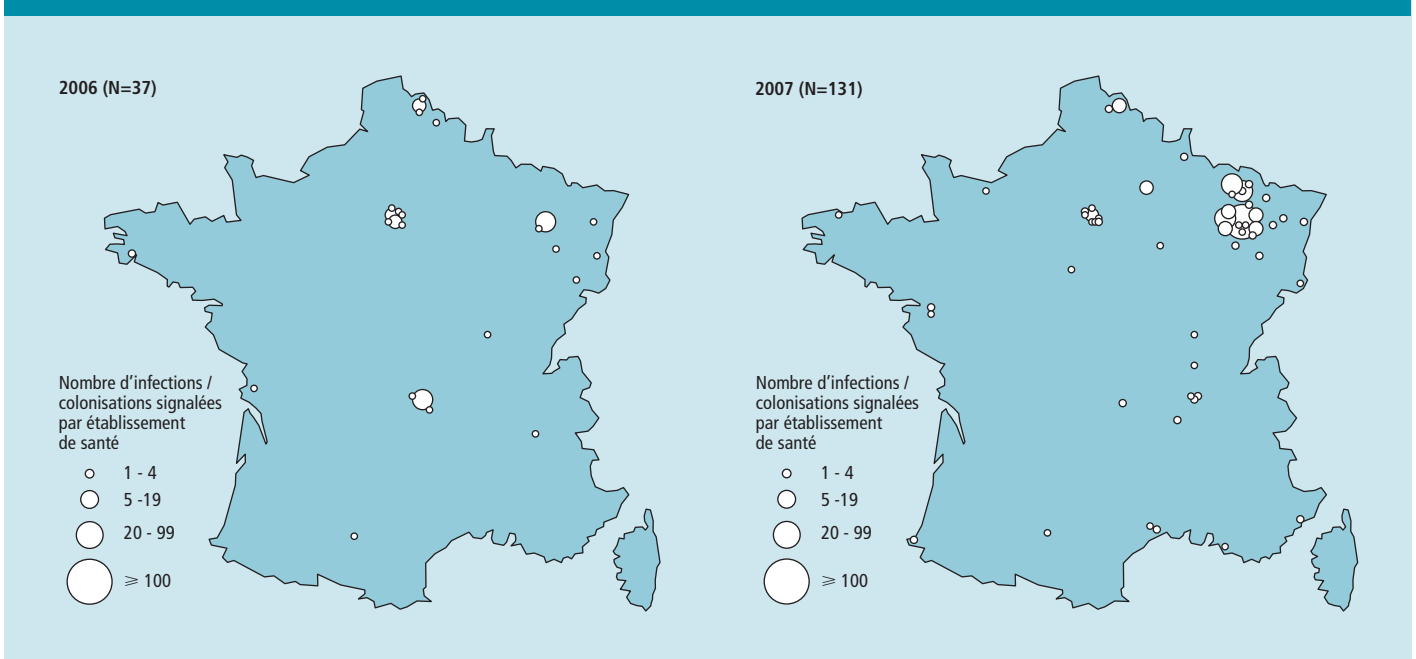 2006 (N=37)
Nombre d'infections /
colonisations signalées
par établissement
de santé
1 - 4
5 -19
20 - 99
⩾ 100
2007 (N=131)
Nombre d'infections /
colonisations signalées
par établissement
de santé
1 - 4
5 -19
20 - 99
⩾ 100